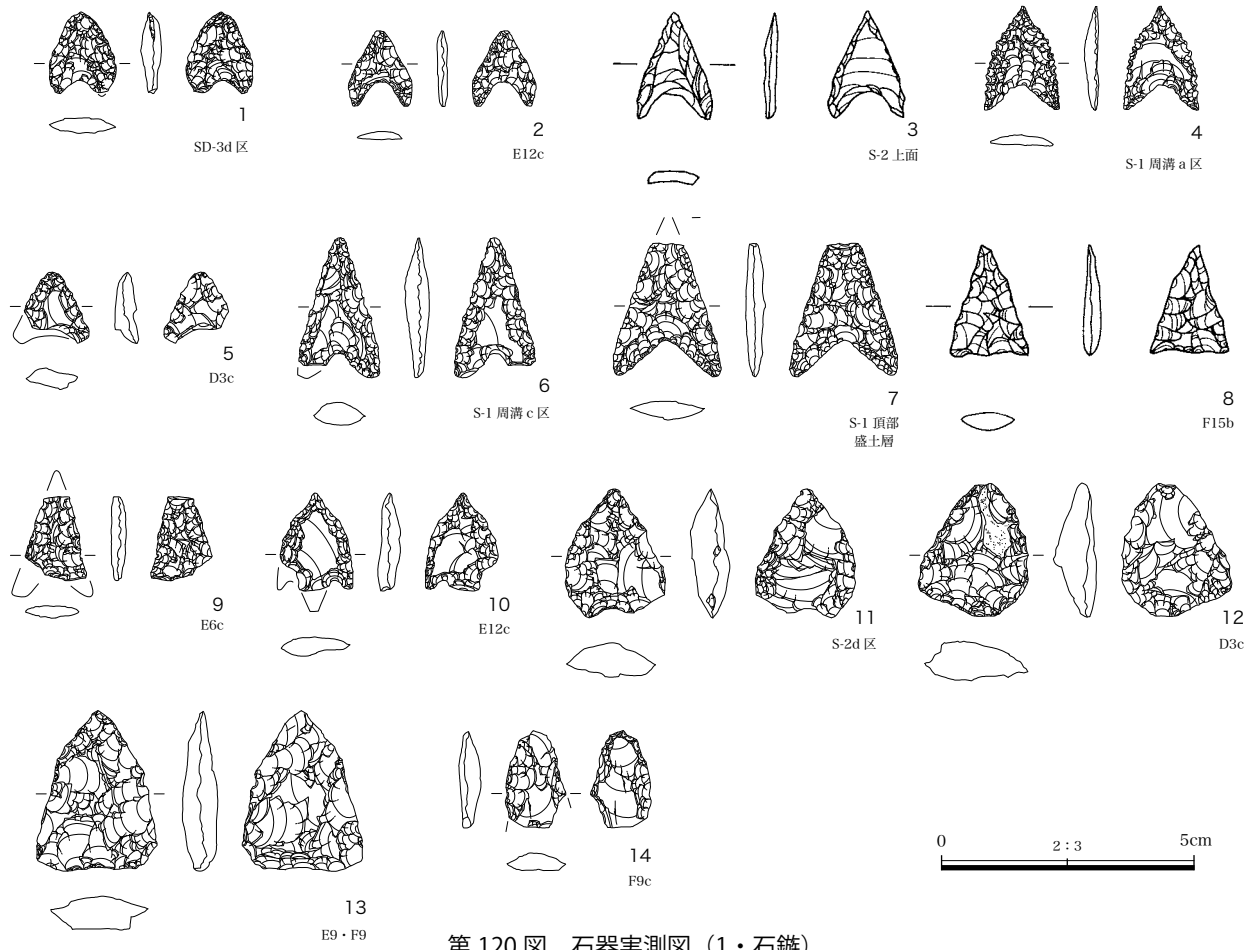 1
SD-3d 区
2
E12c
3
S-2 上面
4
S-1 周溝 a 区
5
D3c
6
S-1 周溝 c 区
7
S-1 頂部
盛土層
8
F15b
9
E6c
10
E12c
11
S-2d 区
12
D3c
13
E9・F9
14
F9c
0 2：3 5cm
第 120 図 石器実測図（1・石鏃）